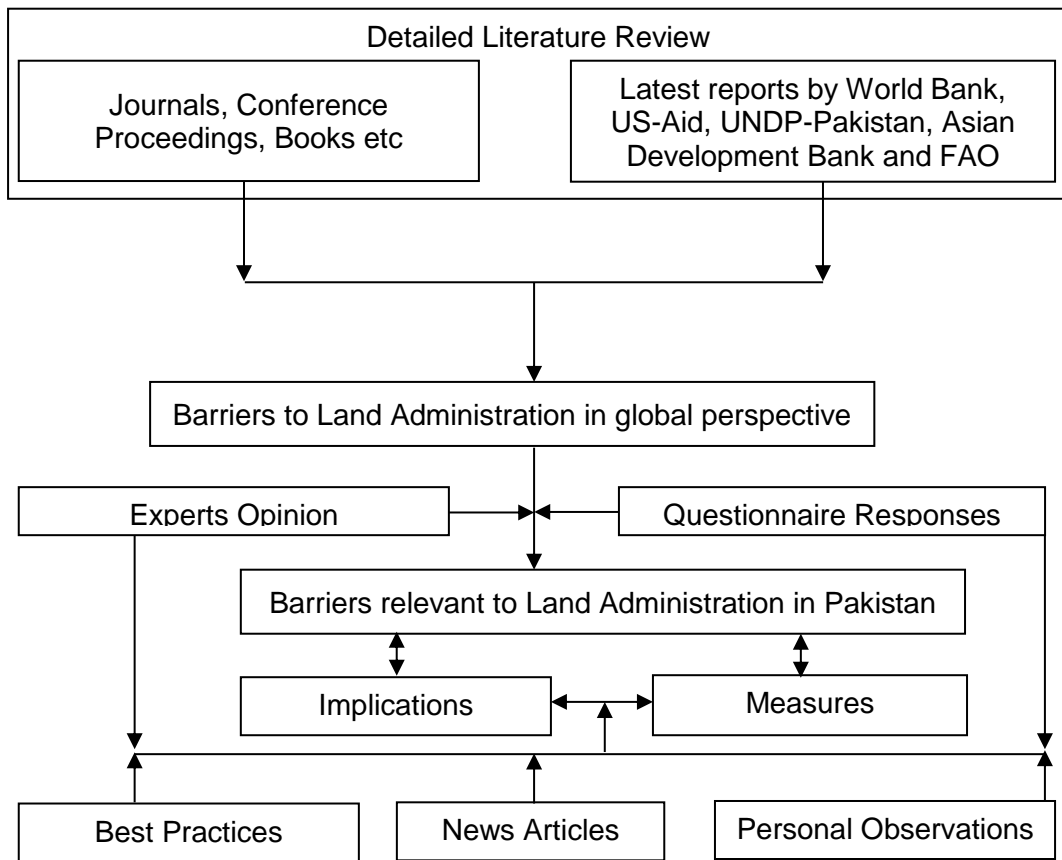 Detailed Literature Review
Journals, Conference
Proceedings, Books etc
Latest reports by World Bank,
US-Aid, UNDP-Pakistan, Asian
Development Bank and FAO
Barriers to Land Administration in global perspective
Experts Opinion
Questionnaire Responses
Barriers relevant to Land Administration in Pakistan
Implications
Measures
Best Practices
News Articles
Personal Observations